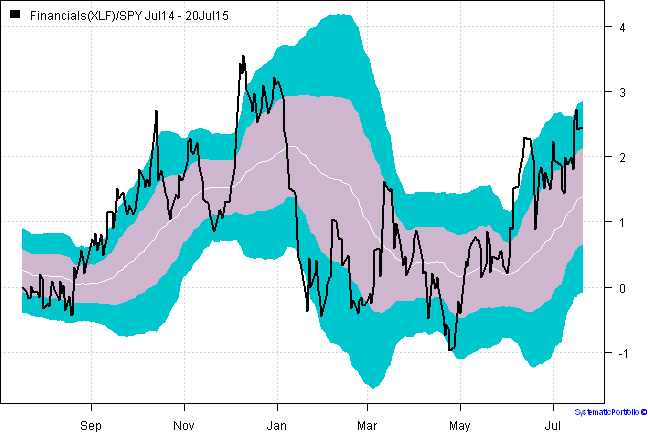 Financials(XLF)/SPY Jul14 - 20Jul15
4
3
2
1
0
-1
Sep Nov Jan Mar May Jul
SystematicPortfolio ©